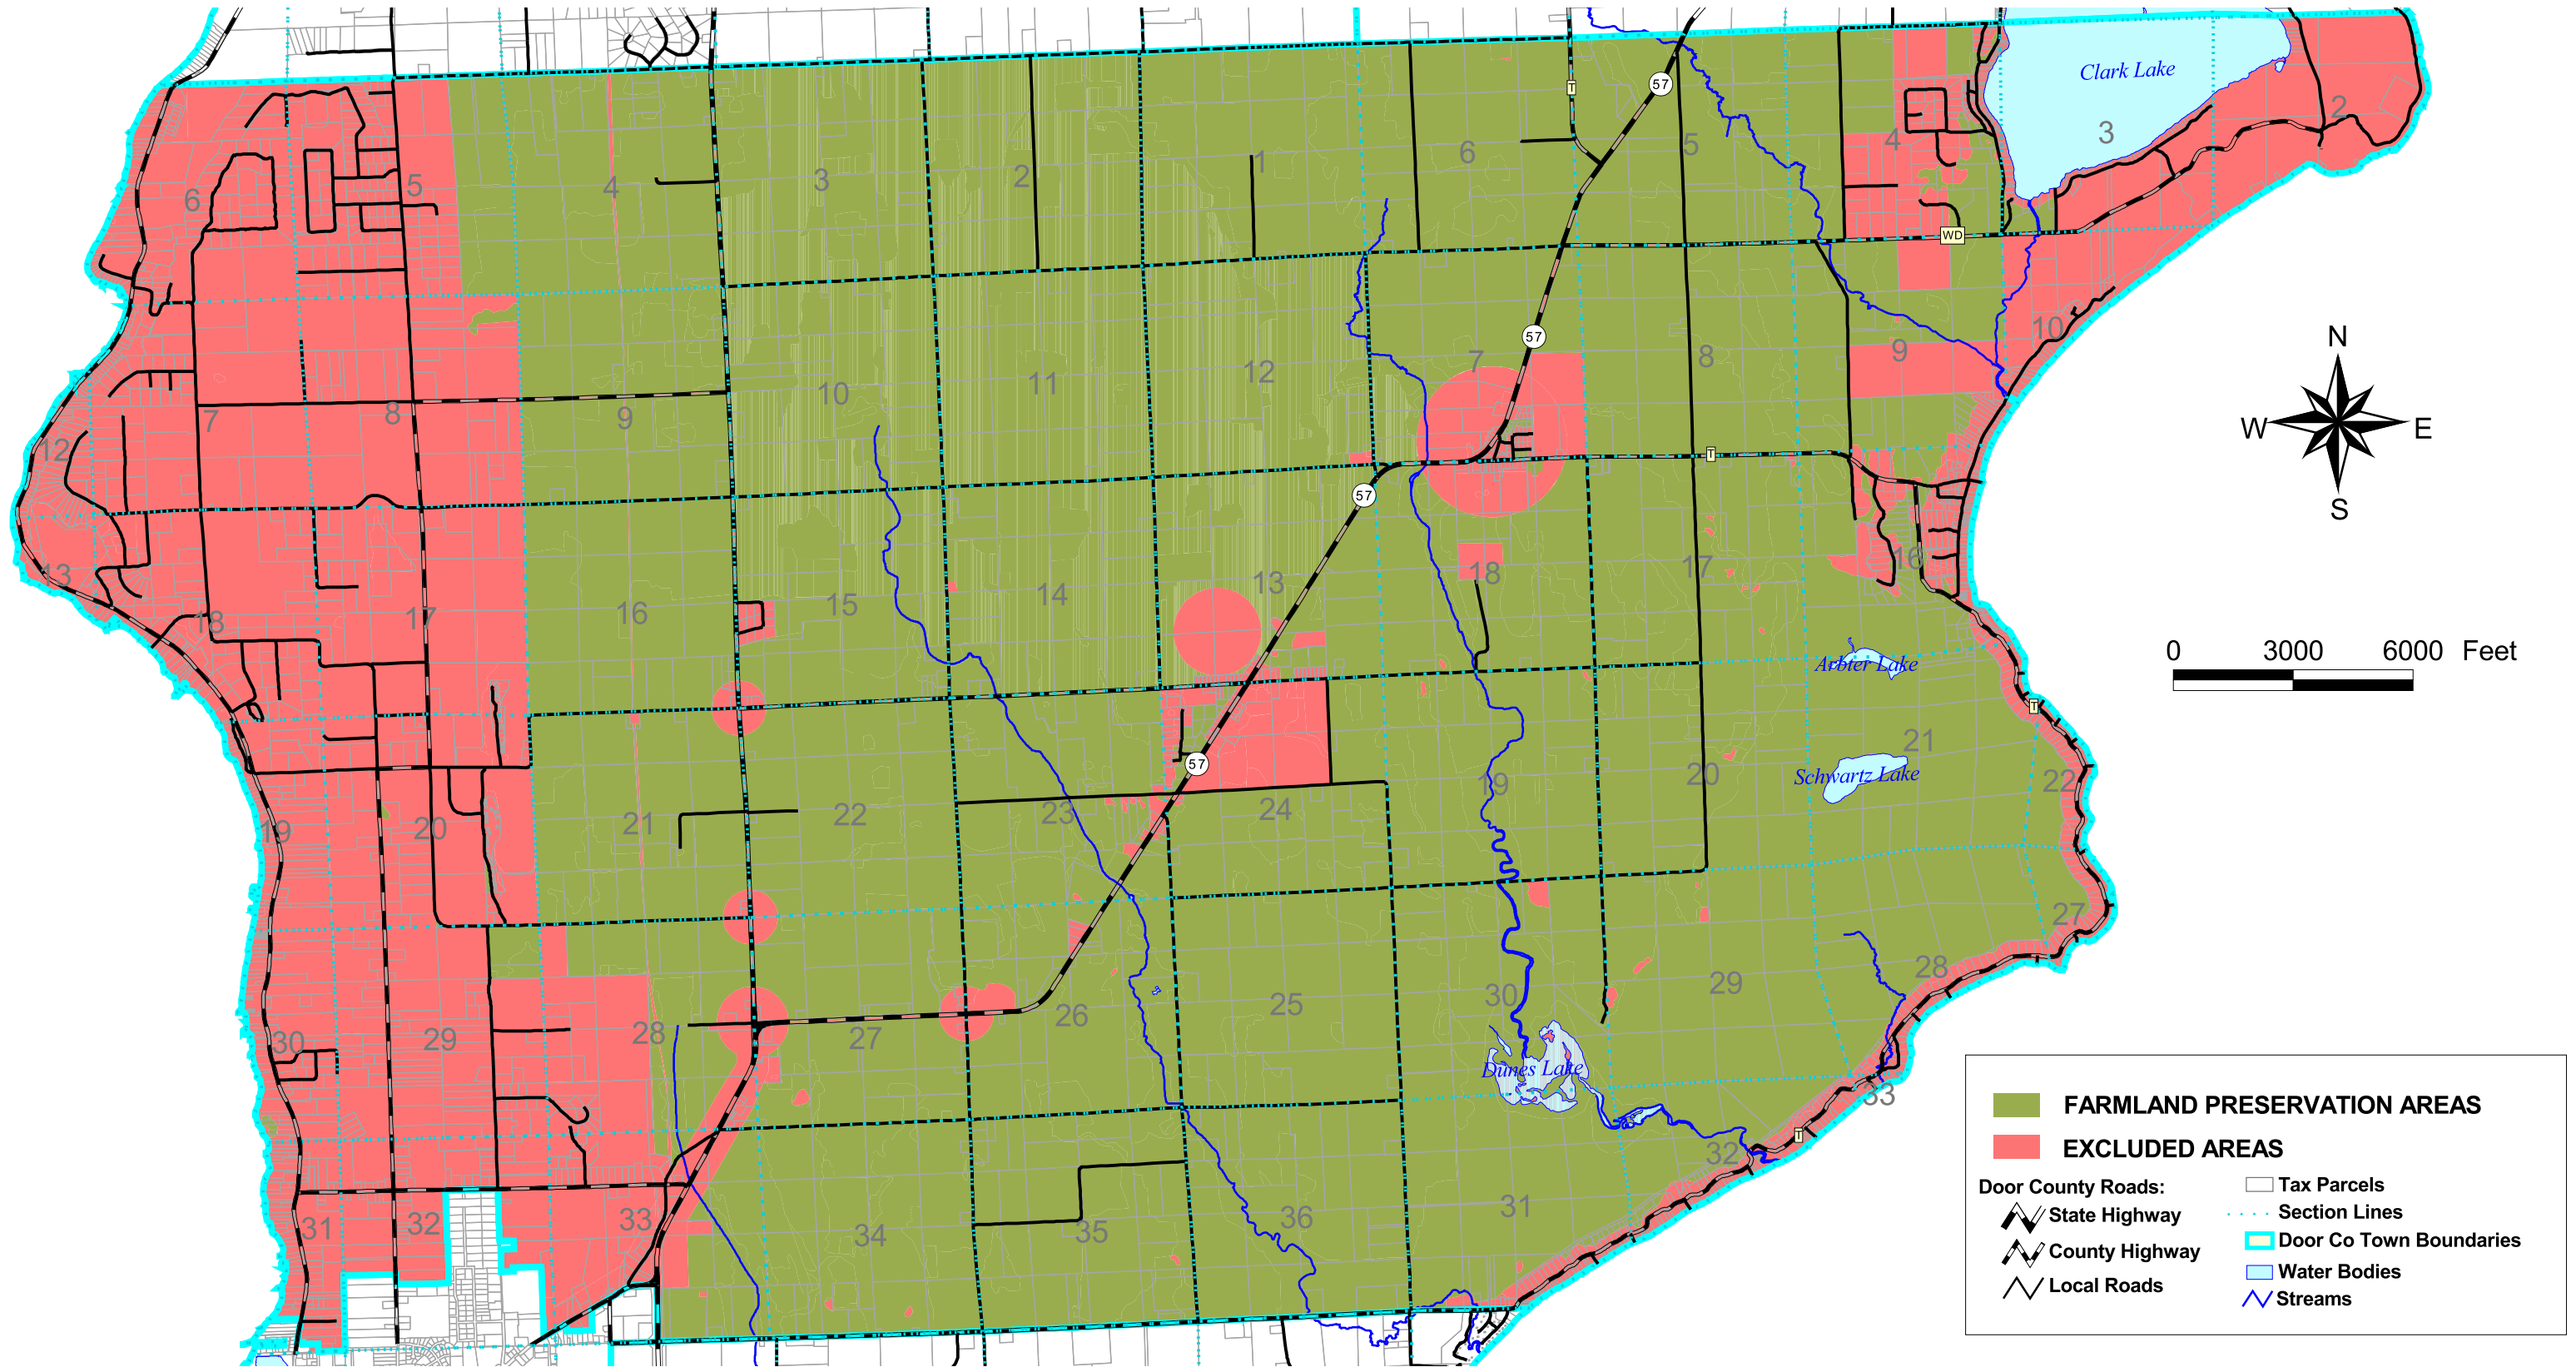 Clark Lake
57
T
2
3
5
4
6
1
2
3
4
5
6
WD
N
10
57
7
8
9
12
11
10
9
8
7
W
E
12
T
57
S
16
17
18
13
14
15
16
17
18
13
0 3000 6000 Feet
Arbter Lake
T
21
Schwartz Lake
22
20
19
57
24
23
22
21
20
19
27
28
29
30
25
26
27
28
29
30
Dunes Lake
33
T
32
31
36
35
34
33
32
31
FARMLAND PRESERVATION AREAS
EXCLUDED AREAS
Door County Roads:
State Highway
County Highway
Local Roads
Tax Parcels
Section Lines
Door Co Town Boundaries
Water Bodies
Streams